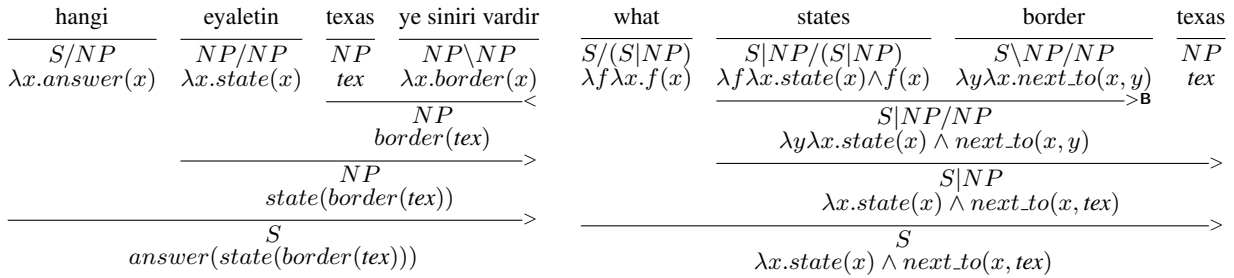 hangi eyaletin texas ye siniri vardir what states border texas
S/NP NP/NP NP NP\NP S/(S|NP) S|NP/(S|NP) S\NP/NP NP
λx.answer(x) λx.state(x) tex λx.border(x) λfλx.f(x) λfλx.state(x)∧f(x) λyλx.next_to(x, y) tex
< >B
NP S|NP/NP
border(tex) λyλx.state(x) ∧ next_to(x, y)
> >
NP S|NP
state(border(tex)) λx.state(x) ∧ next_to(x, tex)
> >
S S
answer(state(border(tex))) λx.state(x) ∧ next_to(x, tex)